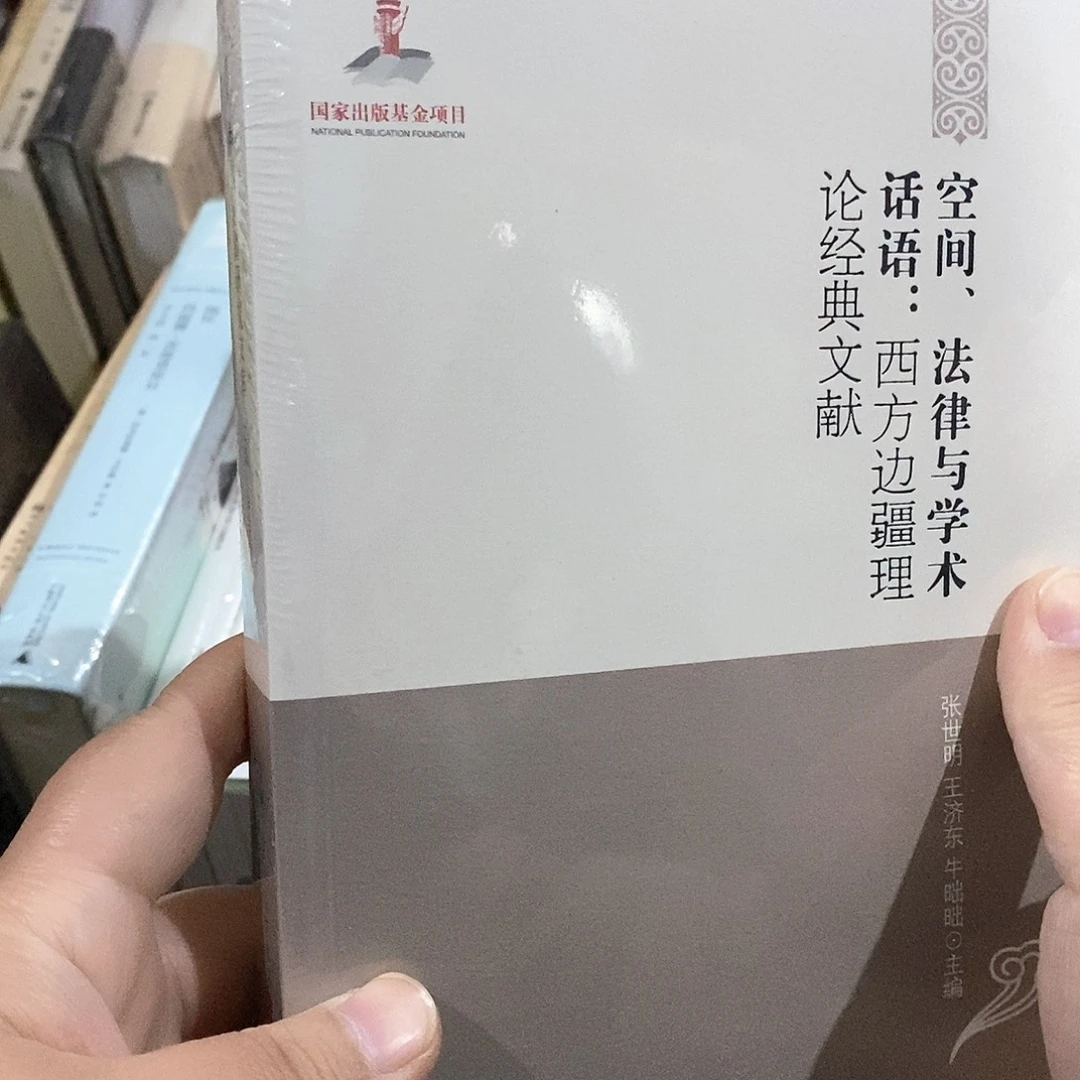 国家出版基金项目
NATIONAL PUBLICATION FOUNDATION
空间、法律与学术
话语：西方边疆理
论经典文献
张世明 王济东 牛昢昢⊙主编